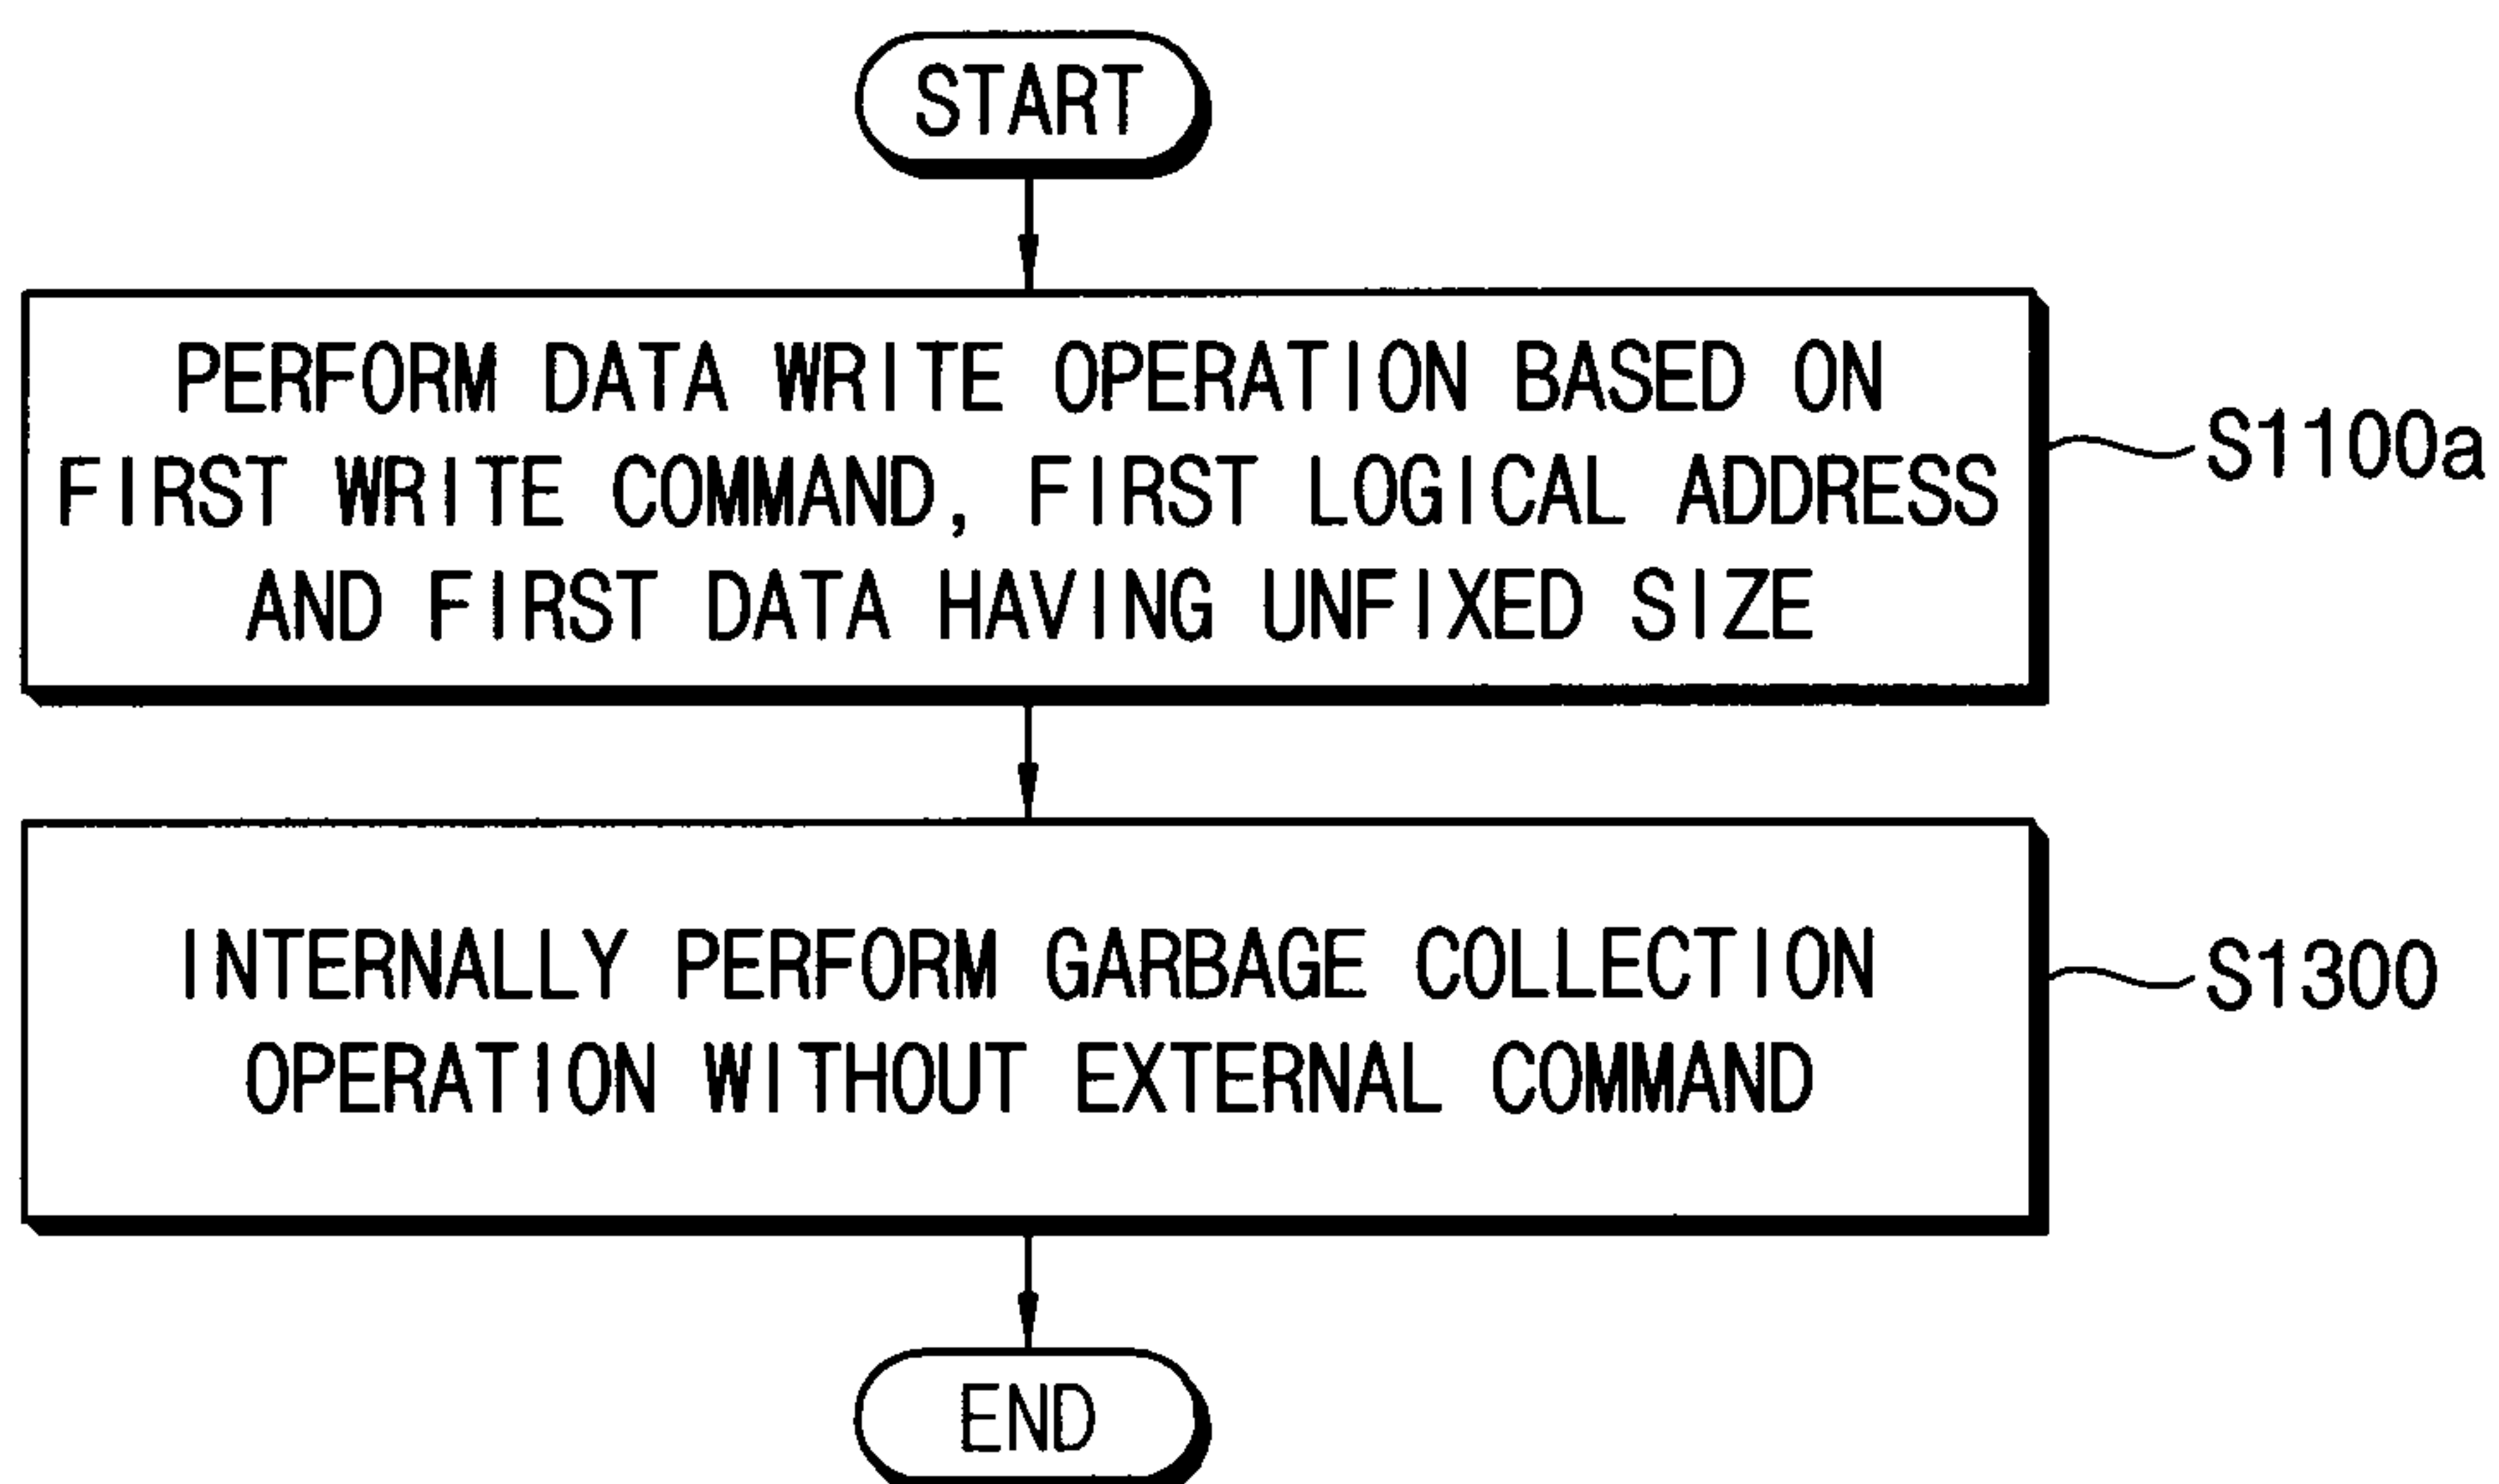 START
PERFORM DATA WRITE OPERATION BASED ON
FIRST WRITE COMMAND, FIRST LOGICAL ADDRESS
AND FIRST DATA HAVING UNFIXED SIZE
S1100a
INTERNALLY PERFORM GARBAGE COLLECTION
OPERATION WITHOUT EXTERNAL COMMAND
S1300
END